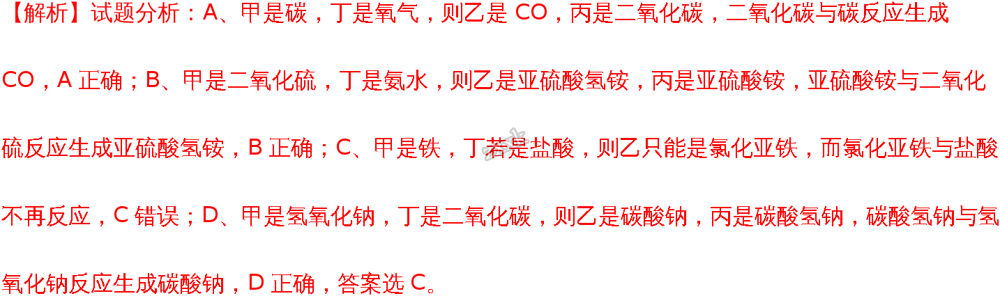 【解析】试题分析：A、甲是碳，丁是氧气，则乙是 CO，丙是二氧化碳，二氧化碳与碳反应生成
CO，A 正确；B、甲是二氧化硫，丁是氨水，则乙是亚硫酸氢铵，丙是亚硫酸铵，亚硫酸铵与二氧化
硫反应生成亚硫酸氢铵，B 正确；C、甲是铁，丁若是盐酸，则乙只能是氯化亚铁，而氯化亚铁与盐酸
不再反应，C 错误；D、甲是氢氧化钠，丁是二氧化碳，则乙是碳酸钠，丙是碳酸氢钠，碳酸氢钠与氢
氧化钠反应生成碳酸钠，D 正确，答案选 C。